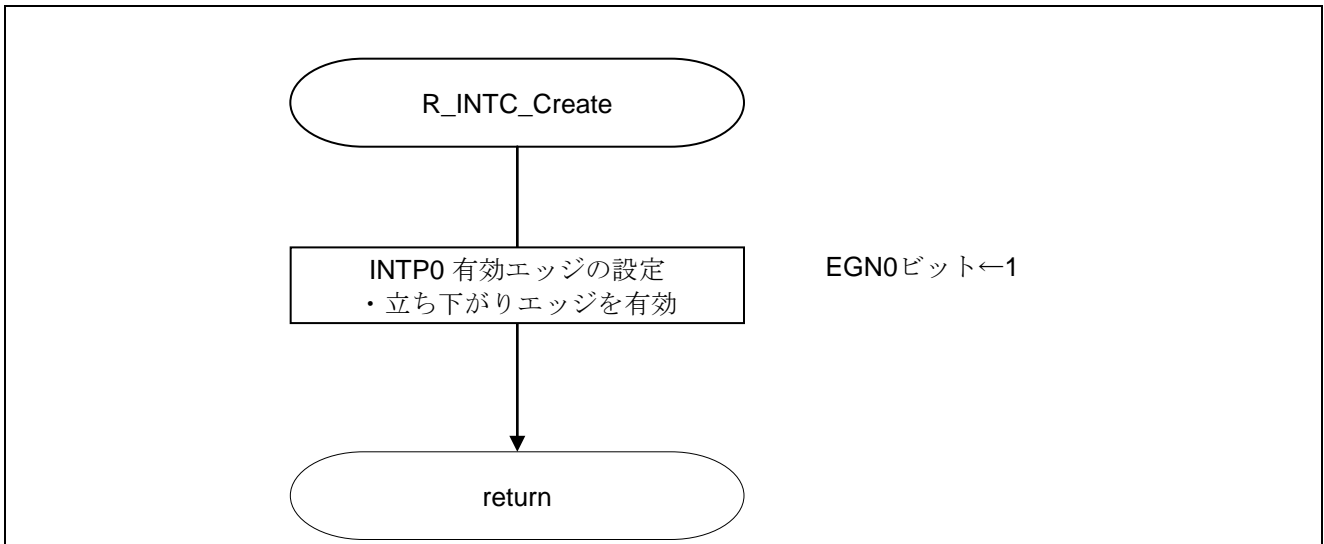 R_INTC_Create
INTP0 有効エッジの設定
・立ち下がりエッジを有効
EGN0ビット←1
return